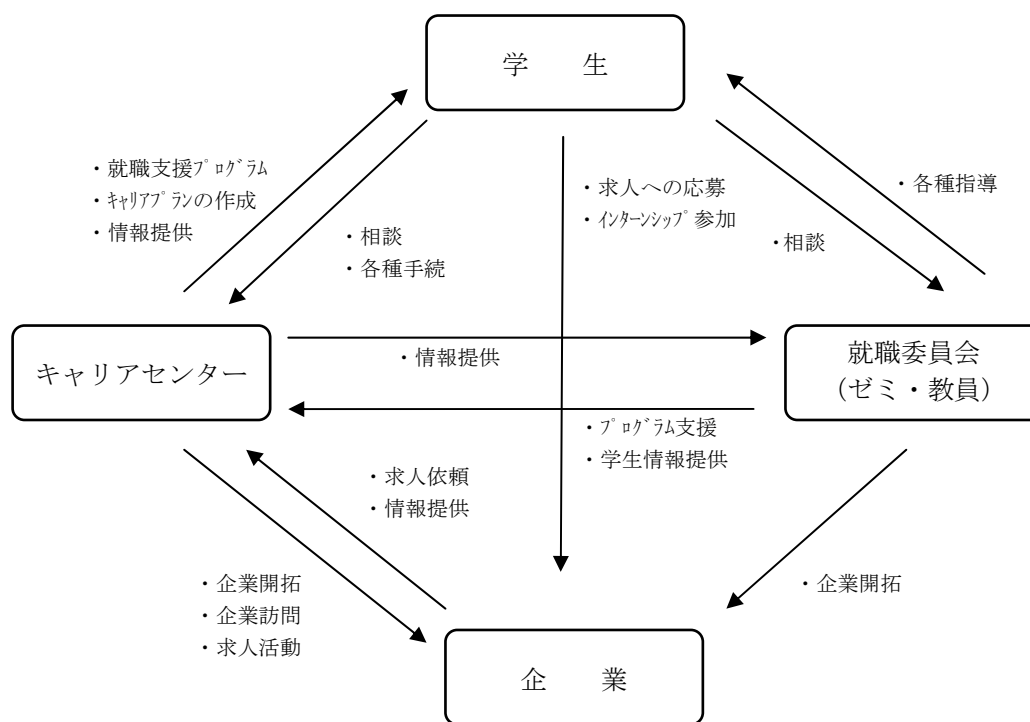 学　　生
・就職支援ﾌﾟﾛｸﾞﾗﾑ
・ｷｬﾘｱﾌﾟﾗﾝの作成
・情報提供
・相談
・各種手続
・求人への応募
・ｲﾝﾀｰﾝｼｯﾌﾟ参加
・各種指導
・相談
キャリアセンター
・情報提供
就職委員会
（ゼミ・教員）
・ﾌﾟﾛｸﾞﾗﾑ支援
・学生情報提供
・求人依頼
・情報提供
・企業開拓
・企業訪問
・求人活動
・企業開拓
企　　業